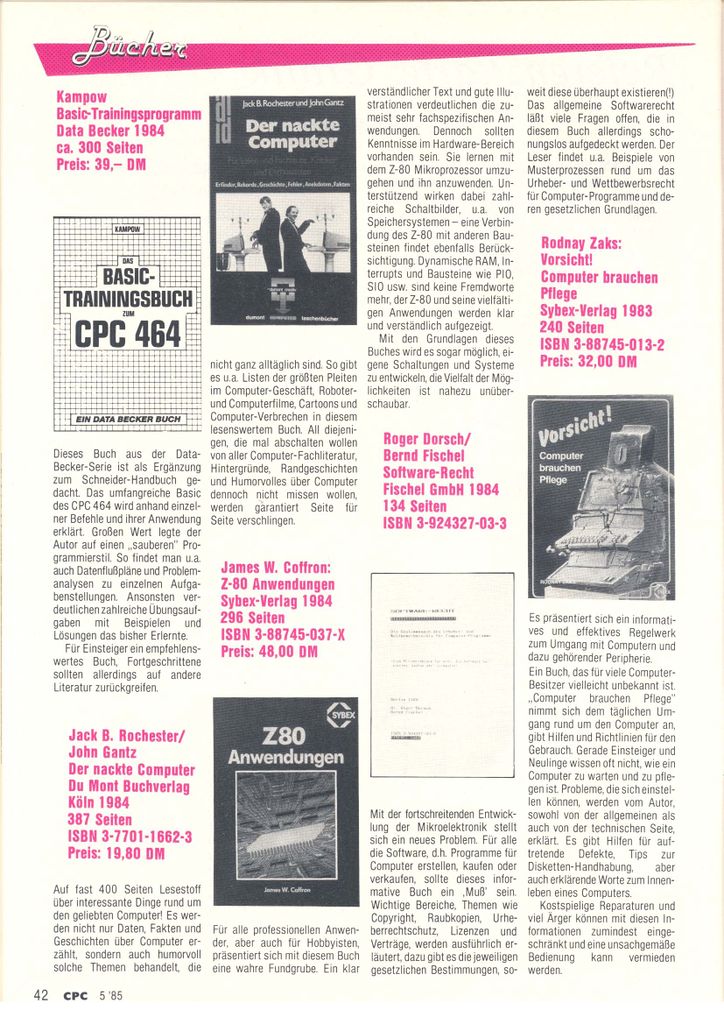 Bücher
Kampow
Basic-Trainingsprogramm
Data Becker 1984
ca. 300 Seiten
Preis: 39,– DM
KAMPOW
DAS
BASIC-
TRAININGSBUCH
ZUM
CPC 464
EIN DATA BECKER BUCH
Dieses Buch aus der Data-
Becker-Serie ist als Ergänzung
zum Schneider-Handbuch ge-
dacht. Das umfangreiche Basic
des CPC 464 wird anhand einzel-
ner Befehle und ihrer Anwendung
erklärt. Großen Wert legte der
Autor auf einen „sauberen" Pro-
grammierstil. So findet man u.a.
auch Datenflußpläne und Problem-
analysen zu einzelnen Aufga-
benstellungen. Ansonsten ver-
deutlichen zahlreiche Übungsauf-
gaben mit Beispielen und
Lösungen das bisher Erlernte.
Für Einsteiger ein empfehlens-
wertes Buch, Fortgeschrittene
sollten allerdings auf andere
Literatur zurückgreifen.
Jack B. Rochester/
John Gantz
Der nackte Computer
Du Mont Buchverlag
Köln 1984
387 Seiten
ISBN 3-7701-1662-3
Preis: 19,80 DM
Auf fast 400 Seiten Lesestoff
über interessante Dinge rund um
den geliebten Computer! Es wer-
den nicht nur Daten, Fakten und
Geschichten über Computer er-
zählt, sondern auch humorvoll
solche Themen behandelt, die
Jack B. Rochester und John Gantz
Der nackte
Computer
Erfinder, Rekorde, Geschichte, Fehler, Anekdoten, Fakten
dumont
taschenbücher
nicht ganz alltäglich sind. So gibt
es u.a. Listen der größten Pleiten
im Computer-Geschäft, Roboter-
und Computerfilme, Cartoons und
Computer-Verbrechen in diesem
lesenswertem Buch. All diejeni-
gen, die mal abschalten wollen
von aller Computer-Fachliteratur,
Hintergründe, Randgeschichten
und Humorvolles über Computer
dennoch nicht missen wollen,
werden garantiert Seite für
Seite verschlingen.
James W. Coffron:
Z-80 Anwendungen
Sybex-Verlag 1984
296 Seiten
ISBN 3-88745-037-X
Preis: 48,00 DM
SYBEX
Z80
Anwendungen
James W. Coffron
Für alle professionellen Anwen-
der, aber auch für Hobbyisten,
präsentiert sich mit diesem Buch
eine wahre Fundgrube. Ein klar
verständlicher Text und gute Illu-
strationen verdeutlichen die zu-
meist sehr fachspezifischen An-
wendungen. Dennoch sollten
Kenntnisse im Hardware-Bereich
vorhanden sein. Sie lernen mit
dem Z-80 Mikroprozessor umzu-
gehen und ihn anzuwenden. Un-
terstützend wirken dabei zahl-
reiche Schaltbilder, u.a. von
Speichersystemen – eine Verbin-
dung des Z-80 mit anderen Bau-
steinen findet ebenfalls Berück-
sichtigung. Dynamische RAM, In-
terrupts und Bausteine wie PIO,
SIO usw. sind keine Fremdworte
mehr, der Z-80 und seine vielfälti-
gen Anwendungen werden klar
und verständlich aufgezeigt.
Mit den Grundlagen dieses
Buches wird es sogar möglich, ei-
gene Schaltungen und Systeme
zu entwickeln, die Vielfalt der Mög-
lichkeiten ist nahezu unüber-
schaubar.
Roger Dorsch/
Bernd Fischel
Software-Recht
Fischel GmbH 1984
134 Seiten
ISBN 3-924327-03-3
SOFTWARE-RECHT
Mit der fortschreitenden Entwick-
lung der Mikroelektronik stellt
sich ein neues Problem. Für alle
die Software, d.h. Programme für
Computer erstellen, kaufen oder
verkaufen, sollte dieses infor-
mative Buch ein ‚Muß' sein.
Wichtige Bereiche, Themen wie
Copyright, Raubkopien, Urhe-
berrechtschutz, Lizenzen und
Verträge, werden ausführlich er-
läutert, dazu gibt es die jeweiligen
gesetzlichen Bestimmungen, so-
weit diese überhaupt existieren(!)
Das allgemeine Softwarerecht
läßt viele Fragen offen, die in
diesem Buch allerdings scho-
nungslos aufgedeckt werden. Der
Leser findet u.a. Beispiele von
Musterprozessen rund um das
Urheber- und Wettbewerbsrecht
für Computer-Programme und de-
ren gesetzlichen Grundlagen.
Rodnay Zaks:
Vorsicht!
Computer brauchen
Pflege
Sybex-Verlag 1983
240 Seiten
ISBN 3-88745-013-2
Preis: 32,00 DM
Vorsicht!
Computer
brauchen
Pflege
RODNAY ZAKS
Es präsentiert sich ein informati-
ves und effektives Regelwerk
zum Umgang mit Computern und
dazu gehörender Peripherie.
Ein Buch, das für viele Computer-
Besitzer vielleicht unbekannt ist.
„Computer brauchen Pflege"
nimmt sich dem täglichen Um-
gang rund um den Computer an,
gibt Hilfen und Richtlinien für den
Gebrauch. Gerade Einsteiger und
Neulinge wissen oft nicht, wie ein
Computer zu warten und zu pfle-
gen ist. Probleme, die sich einstel-
len können, werden vom Autor,
sowohl von der allgemeinen als
auch von der technischen Seite,
erklärt. Es gibt Hilfen für auf-
tretende Defekte, Tips zur
Disketten-Handhabung, aber
auch erklärende Worte zum Innen-
leben eines Computers.
Kostspielige Reparaturen und
viel Ärger können mit diesen In-
formationen zumindest einge-
schränkt und eine unsachgemäße
Bedienung kann vermieden
werden.
42 CPC 5'85